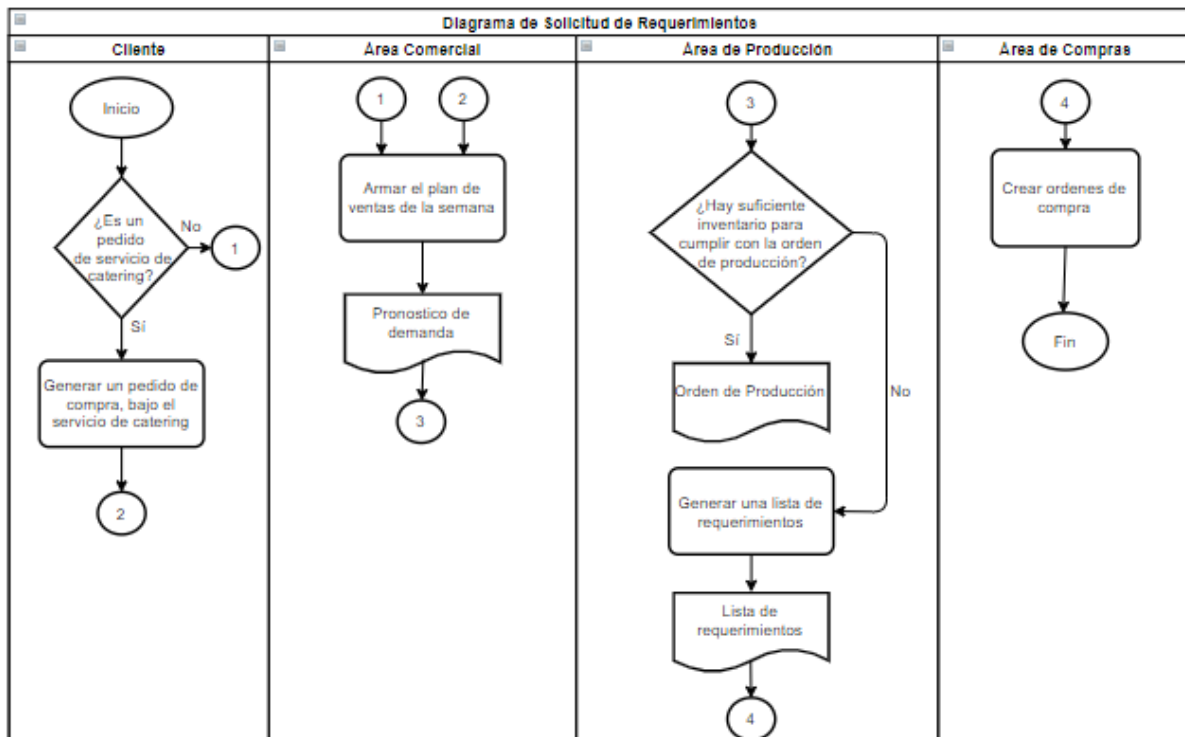 Diagrama de Solicitud de Requerimientos
Cliente
Área Comercial
Área de Producción
Área de Compras
Inicio
¿Es un
pedido
de servicio de
catering?
No
1
Sí
Generar un pedido de
compra, bajo el
servicio de catering
2
1
2
Armar el plan de
ventas de la semana
Pronostico de
demanda
3
3
¿Hay suficiente
inventario para
cumplir con la orden
de producción?
Sí
No
Orden de Producción
Generar una lista de
requerimientos
Lista de
requerimientos
4
4
Crear ordenes de
compra
Fin